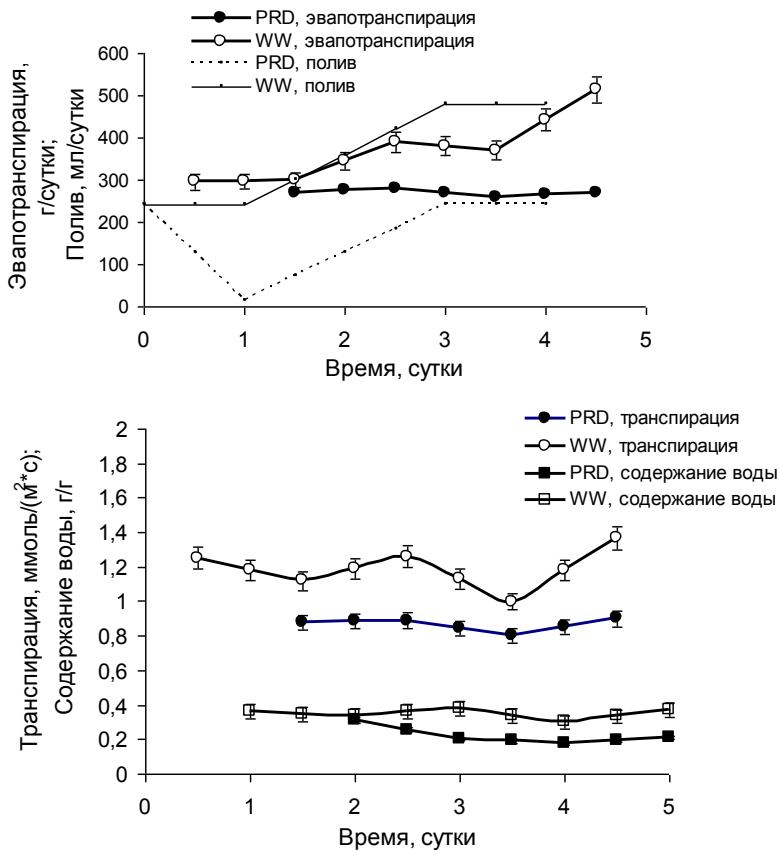 PRD, эвапотранспирация
WW, эвапотранспирация
PRD, полив
WW, полив
Эвапотранспирация,
г/сутки;
Полив, мл/сутки
600
500
400
300
200
100
0
0 1 2 3 4 5
Время, сутки
PRD, транспирация
WW, транспирация
PRD, содержание воды
WW, содержание воды
Транспирация, ммоль/(м²*с);
Содержание воды, г/г
2
1,8
1,6
1,4
1,2
1
0,8
0,6
0,4
0,2
0
0 1 2 3 4 5
Время, сутки